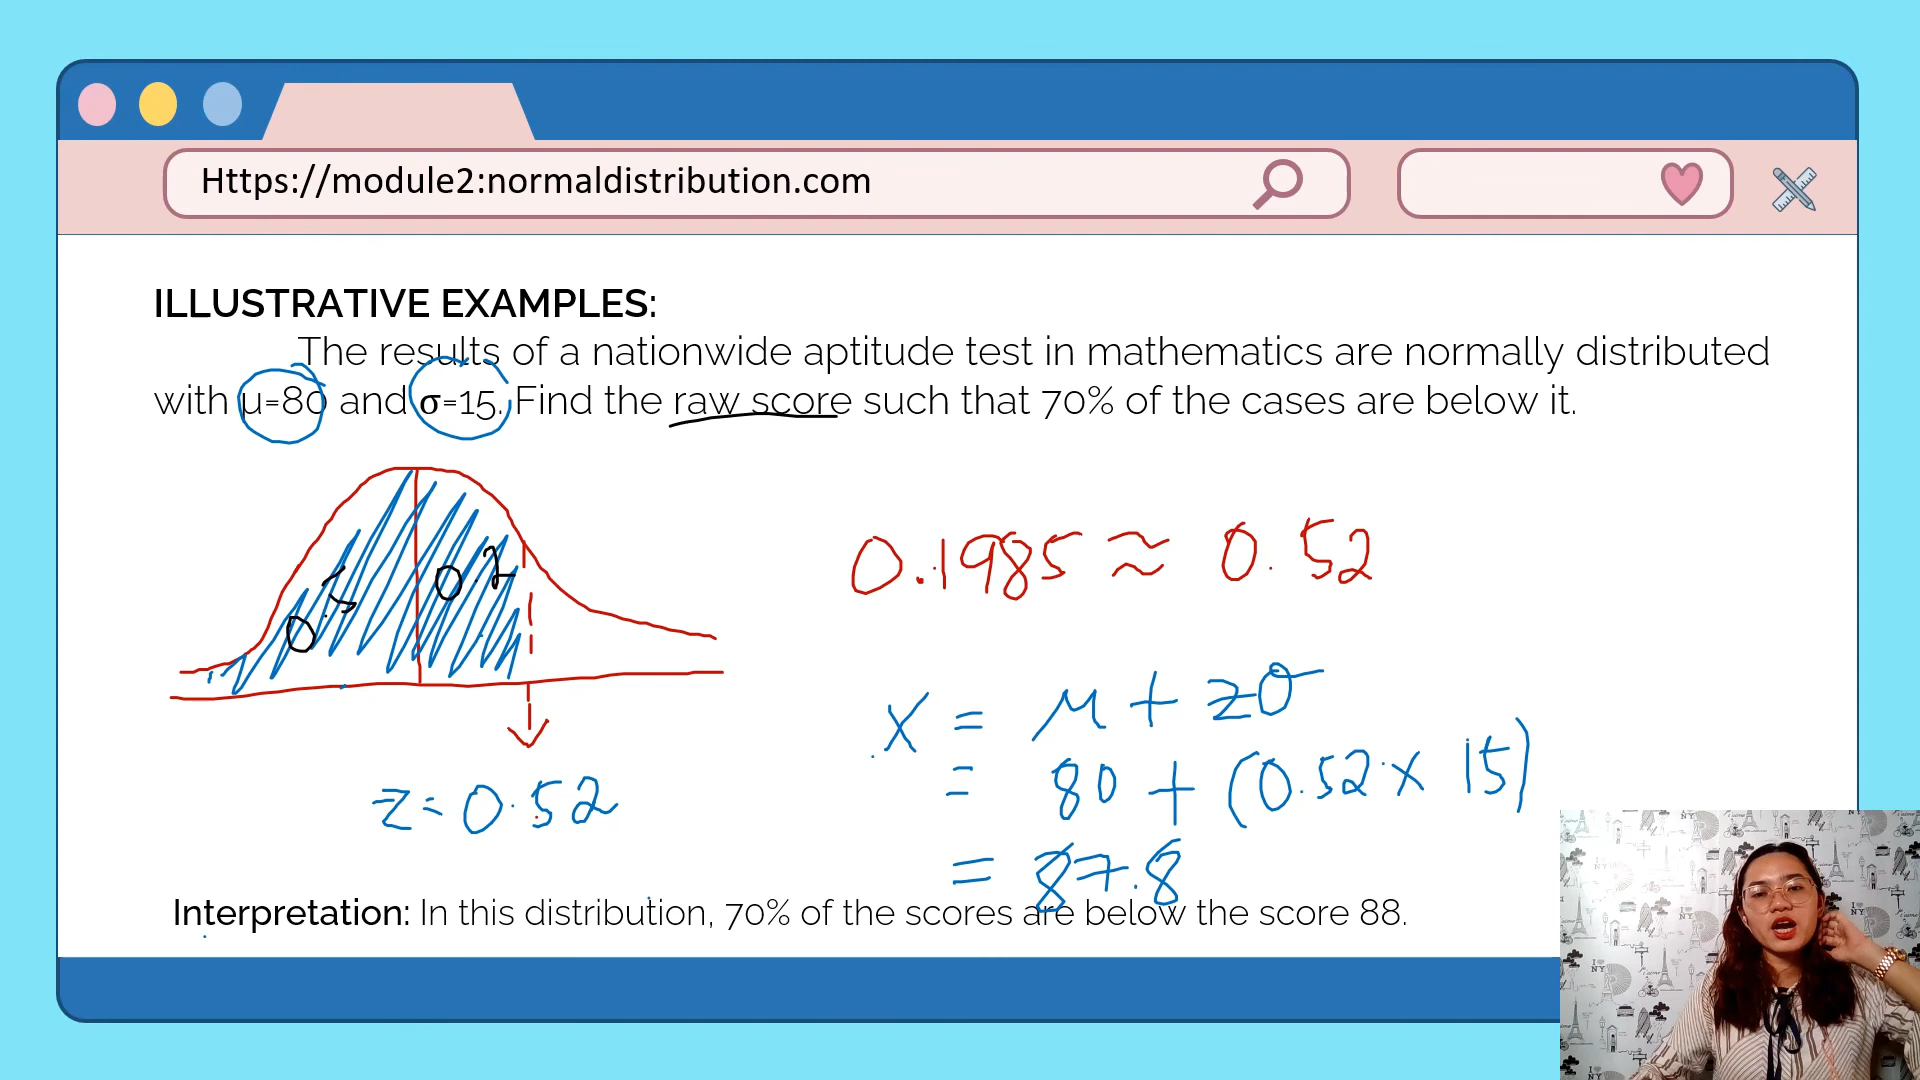 Https://module2:normaldistribution.com
ILLUSTRATIVE EXAMPLES:
The results of a nationwide aptitude test in mathematics are normally distributed
with μ=80 and σ=15. Find the raw score such that 70% of the cases are below it.
0.5 0.2
0.1985 ≈ 0.52
x = μ + zσ
= 80 + (0.52 x 15)
z = 0.52
= 87.8
Interpretation: In this distribution, 70% of the scores are below the score 88.